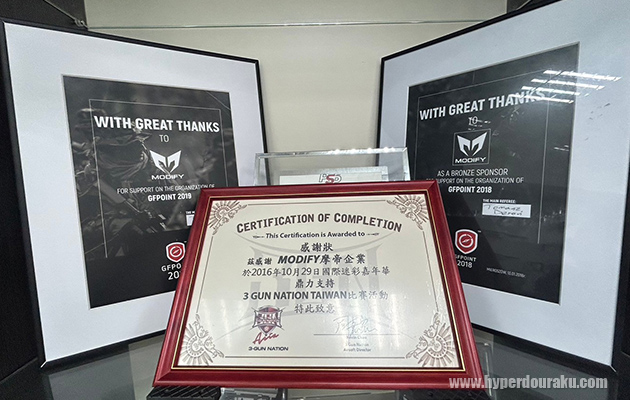 WITH GREAT THANKS
TO
MODIFY
FOR SUPPORT ON THE ORGANIZATION OF
GFPOINT 2019
GFPOINT
2019
WITH GREAT THANKS
TO
MODIFY
AS A BRONZE SPONSOR
SUPPORT ON THE ORGANIZATION OF
GFPOINT 2018
THE MAIN REFEREE:
GFPOINT
2018
CERTIFICATION OF COMPLETION
This Certification is Awarded to
感謝狀
茲感謝 MODIFY摩帝企業
於2016年10月29日國際迷彩嘉年華
鼎力支持
3 GUN NATION TAIWAN比賽活動
特此致意
Asia
3-GUN NATION
www.hyperdouraku.com